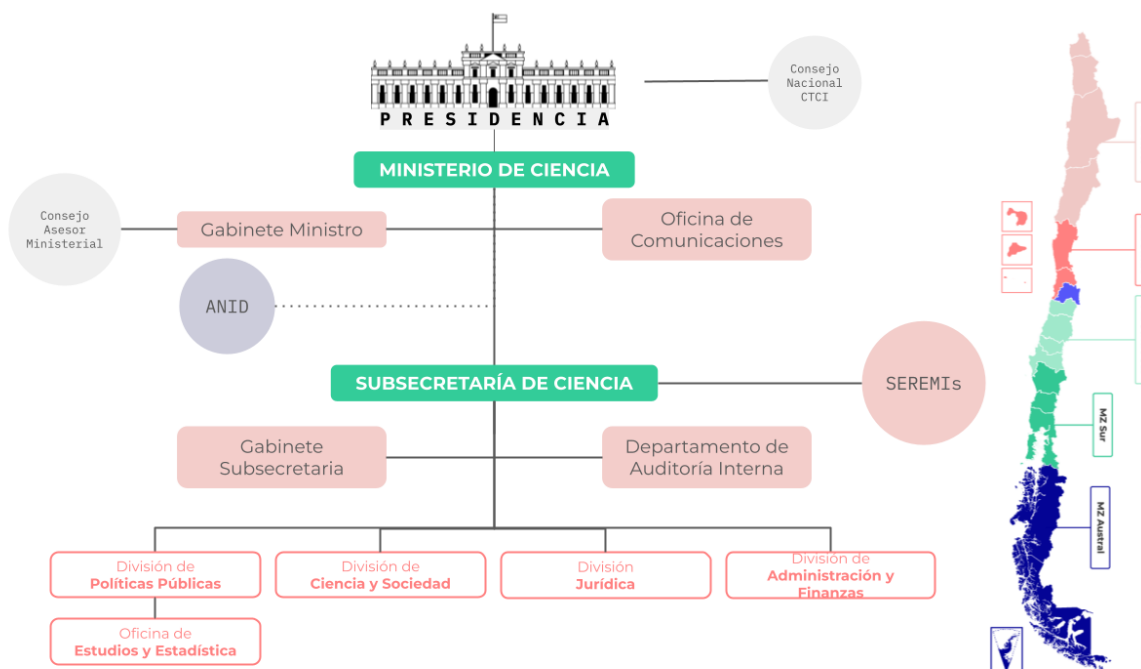 Consejo
Nacional
CTCI
PRESIDENCIA
MINISTERIO DE CIENCIA
Consejo
Asesor
Ministerial
Gabinete Ministro
Oficina de
Comunicaciones
ANID
SUBSECRETARÍA DE CIENCIA
SEREMIs
Gabinete
Subsecretaria
Departamento de
Auditoría Interna
División de
Políticas Públicas
División de
Ciencia y Sociedad
División
Jurídica
División de
Administración y
Finanzas
Oficina de
Estudios y Estadística
MZ Sur
MZ Austral